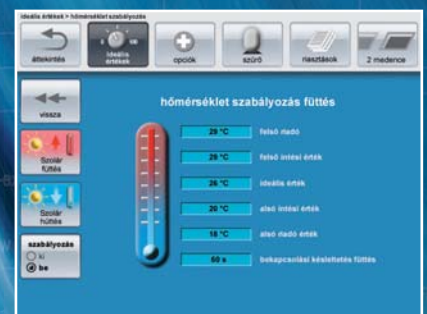 ideális értékek > hőmérséklet szabályozás
áttekintés
0 100
ideális
értékek
opciók
szűrő
riasztások
2 medence
vissza
hőmérséklet szabályozás fűtés
felső riadó
felső intési érték
26 °C ideális érték
20 °C alsó intési érték
18 °C alsó riadó érték
60 s bekapcsolási késleltetés fűtés
Szolár
fűtés
Szolár
hűtés
szabályozás
ki
be